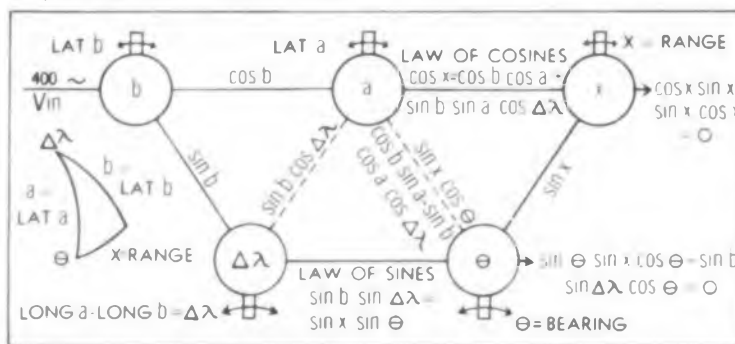 LAT b
LAT a
X = RANGE
LAW OF COSINES
400 ~
Vin
b
cos b
a
cos x = cos b cos a +
sin b sin a cos Δλ
x
cos x sin x
sin x cos x
= O
Δλ
b =
LAT b
a =
LAT a
X=RANGE
Θ
sin b
sin b cos Δλ
sin x cos Θ
cos b sin a - sin b
cos a cos Δλ
sin x
Δλ
Θ
LAW OF SINES
sin b sin Δλ =
sin x sin Θ
sin Θ sin x cos Θ - sin b
sin Δλ cos Θ = O
LONG a - LONG b = Δλ
Θ = BEARING